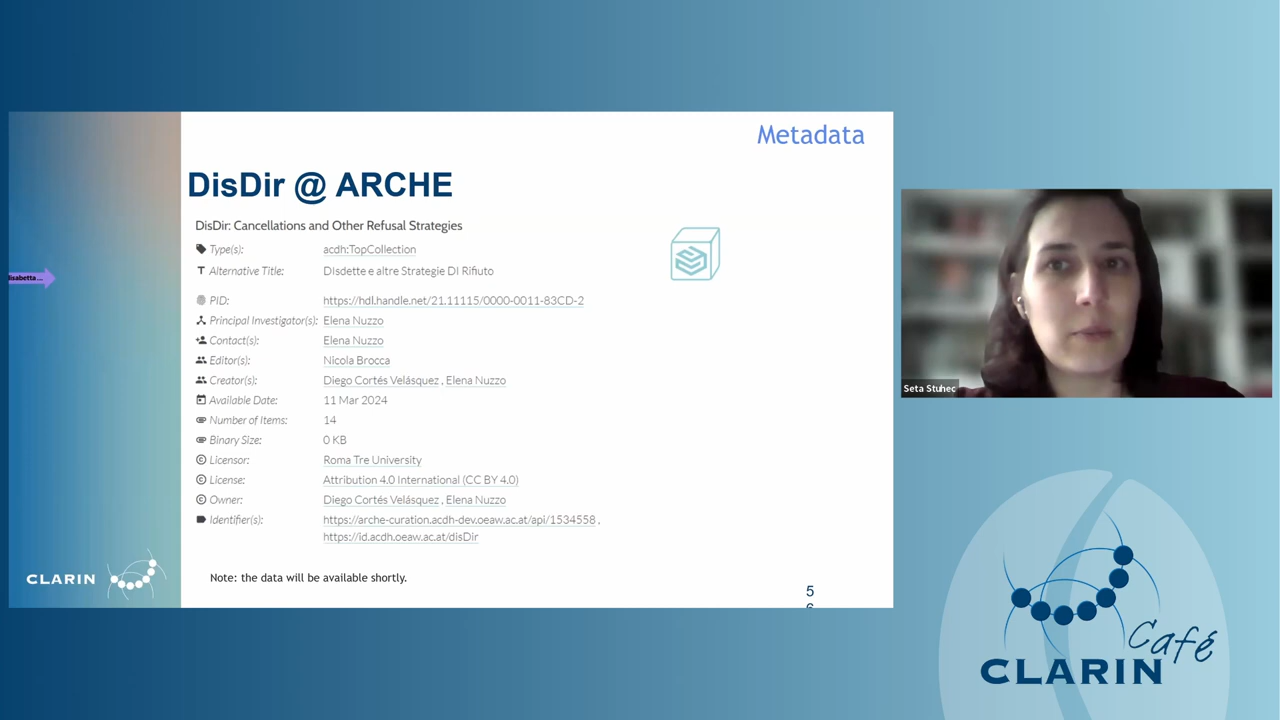 Metadata
DisDir @ ARCHE
DisDir: Cancellations and Other Refusal Strategies
Type(s): acdh:TopCollection
Alternative Title: DIsdette e altre Strategie DI Rifiuto
PID: https://hdl.handle.net/21.11115/0000-0011-83CD-2
Principal Investigator(s): Elena Nuzzo
Contact(s): Elena Nuzzo
Editor(s): Nicola Brocca
Creator(s): Diego Cortés Velásquez , Elena Nuzzo
Available Date: 11 Mar 2024
Number of Items: 14
Binary Size: 0 KB
Licensor: Roma Tre University
License: Attribution 4.0 International (CC BY 4.0)
Owner: Diego Cortés Velásquez , Elena Nuzzo
Identifier(s): https://arche-curation.acdh-dev.oeaw.ac.at/api/1534558 ,
https://id.acdh.oeaw.ac.at/disDir
Note: the data will be available shortly.
CLARIN
5
Seta Stuhec
Café
CLARIN